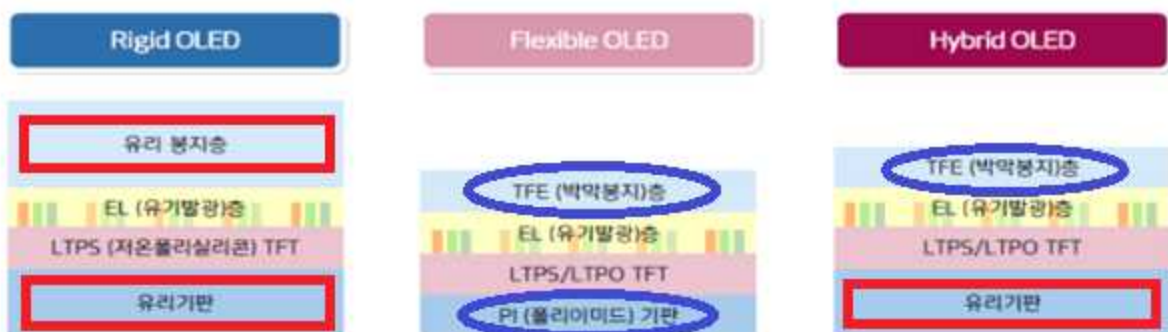 Rigid OLED
유리 봉지층
EL (유기발광)층
LTPS (저온폴리실리콘) TFT
유리기판
Flexible OLED
TFE (박막봉지)층
EL (유기발광)층
LTPS/LTPO TFT
PI (폴리이미드) 기판
Hybrid OLED
TFE (박막봉지)층
EL (유기발광)층
LTPS/LTPO TFT
유리기판